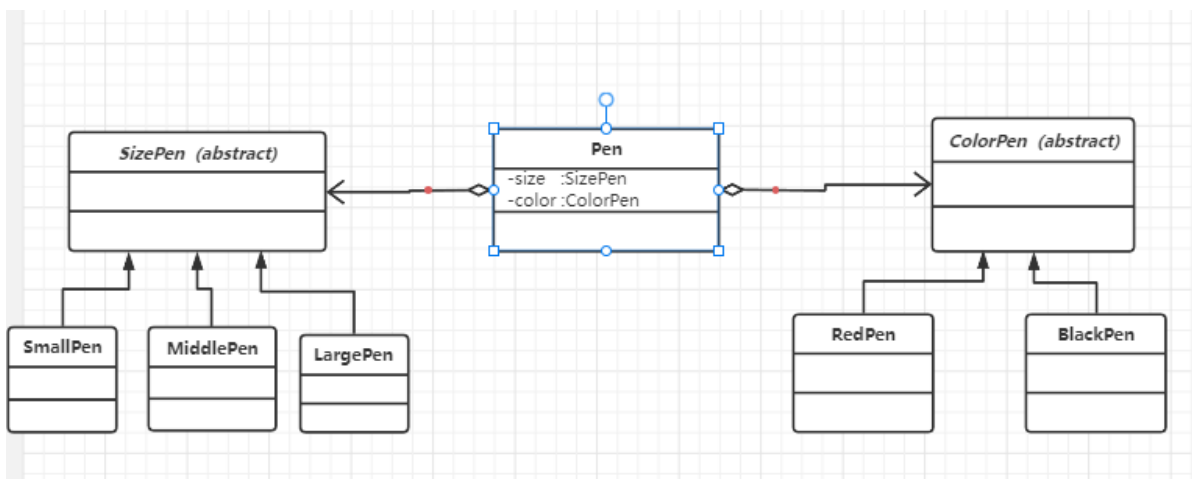 SizePen (abstract)
Pen
-size :SizePen
-color :ColorPen
ColorPen (abstract)
SmallPen
MiddlePen
LargePen
RedPen
BlackPen